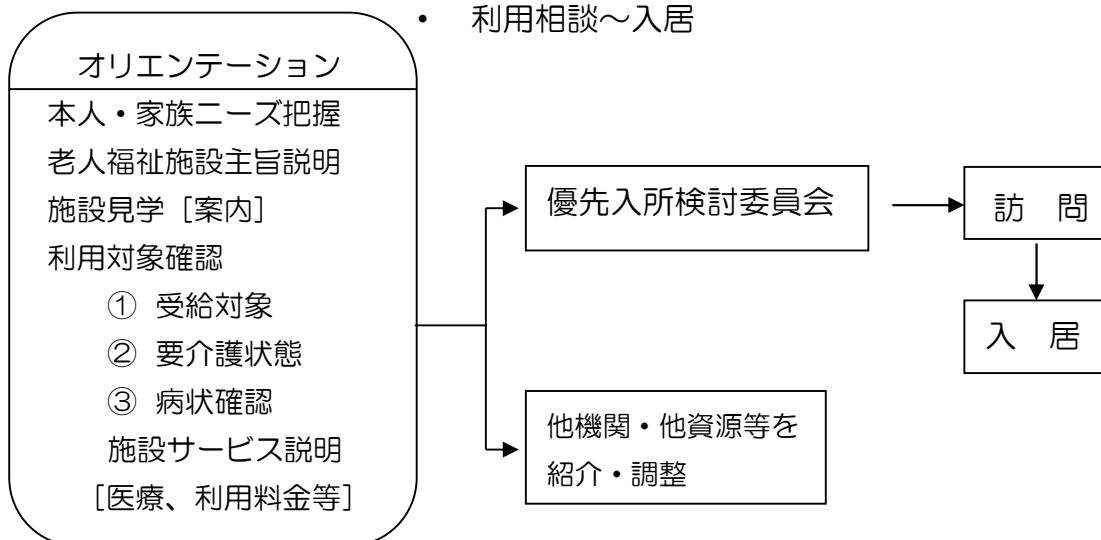 • 利用相談～入居
オリエンテーション
本人・家族ニーズ把握
老人福祉施設主旨説明
施設見学［案内］
利用対象確認
① 受給対象
② 要介護状態
③ 病状確認
施設サービス説明
［医療、利用料金等］
優先入所検討委員会
訪　問
入　居
他機関・他資源等を
紹介・調整